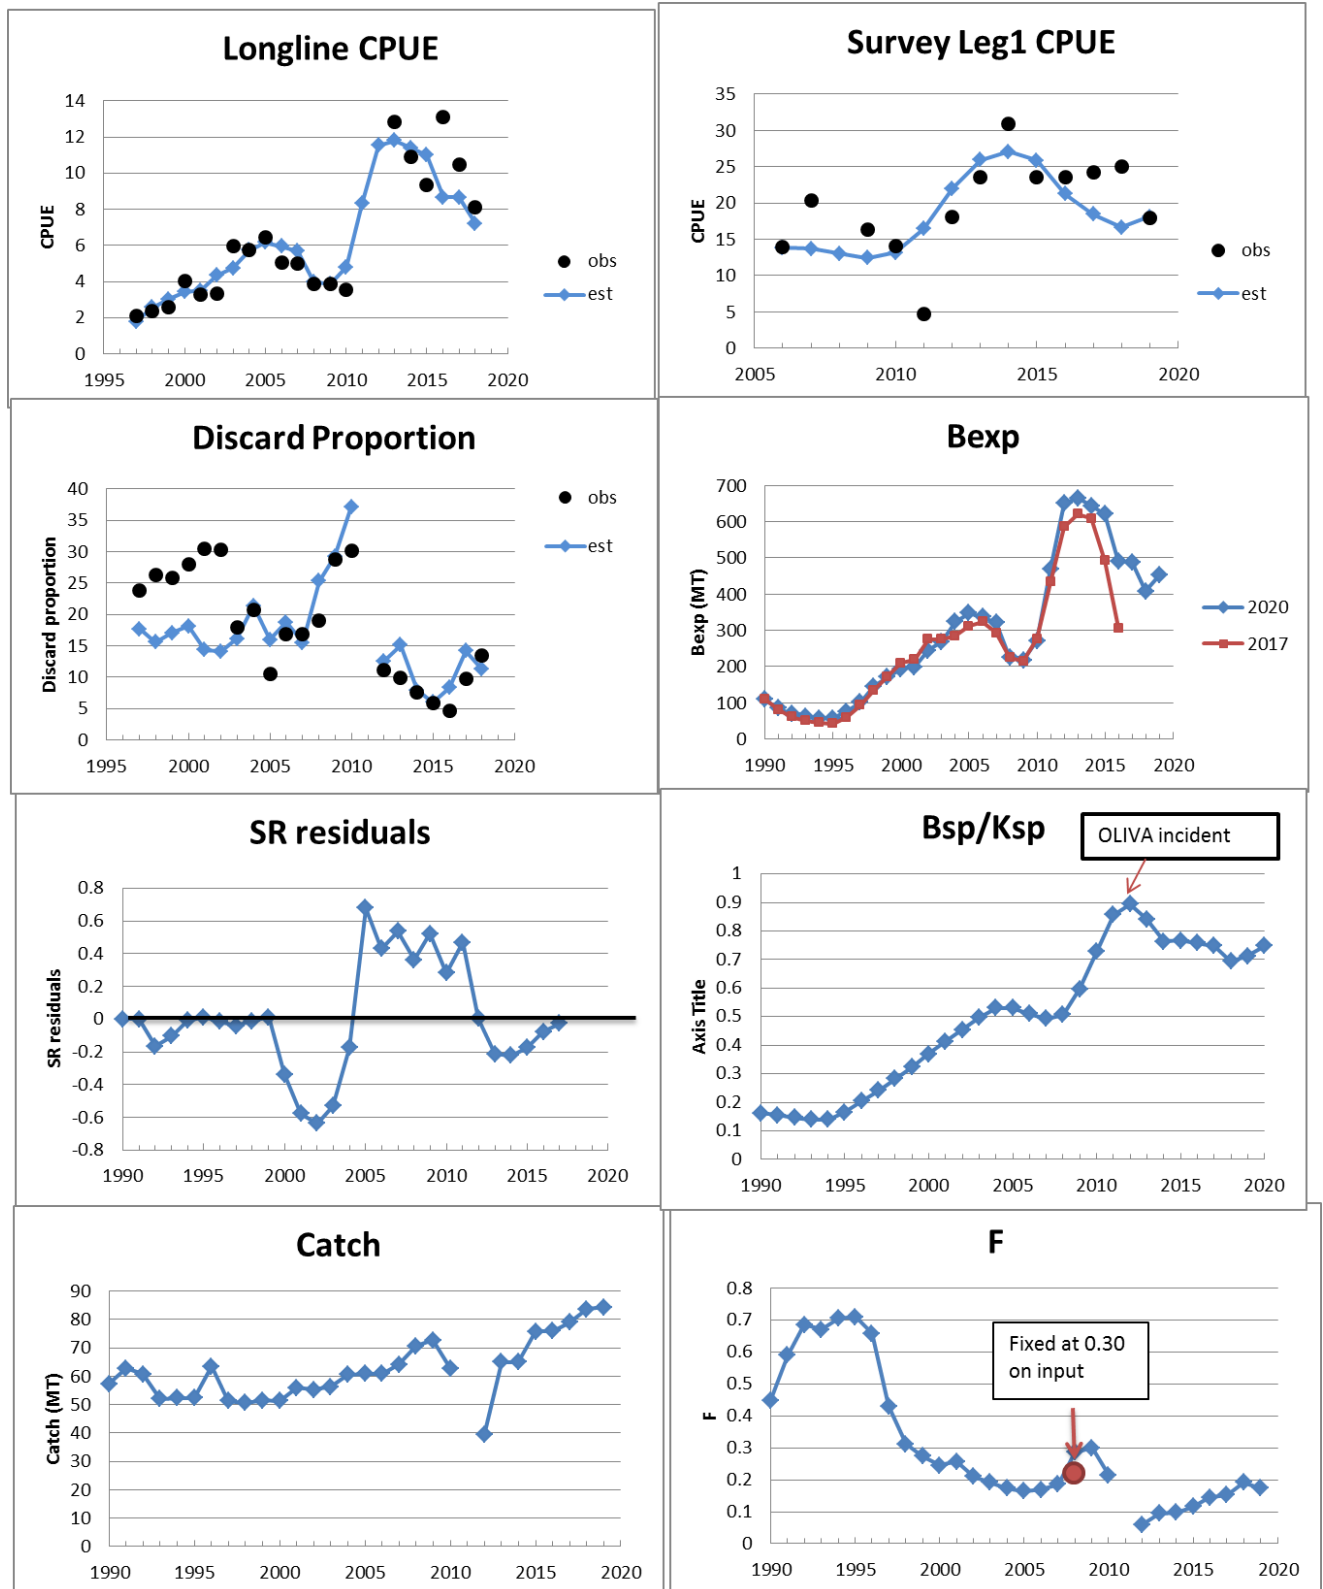 Longline CPUE
14
12
10
8
6
4
2
0
CPUE
1995 2000 2005 2010 2015 2020
obs
est
Survey Leg1 CPUE
35
30
25
20
15
10
5
0
CPUE
2005 2010 2015 2020
obs
est
Discard Proportion
40
35
30
25
20
15
10
5
0
Discard proportion
1995 2000 2005 2010 2015 2020
obs
est
Bexp
700
600
500
400
300
200
100
0
Bexp (MT)
1990 1995 2000 2005 2010 2015 2020
2020
2017
SR residuals
0.8
0.6
0.4
0.2
0
-0.2
-0.4
-0.6
-0.8
SR residuals
1990 1995 2000 2005 2010 2015 2020
Bsp/Ksp
OLIVA incident
1
0.9
0.8
0.7
0.6
0.5
0.4
0.3
0.2
0.1
0
Axis Title
1990 1995 2000 2005 2010 2015 2020
Catch
90
80
70
60
50
40
30
20
10
0
Catch (MT)
1990 1995 2000 2005 2010 2015 2020
F
0.8
0.7
0.6
0.5
0.4
0.3
0.2
0.1
0
F
Fixed at 0.30
on input
1990 1995 2000 2005 2010 2015 2020